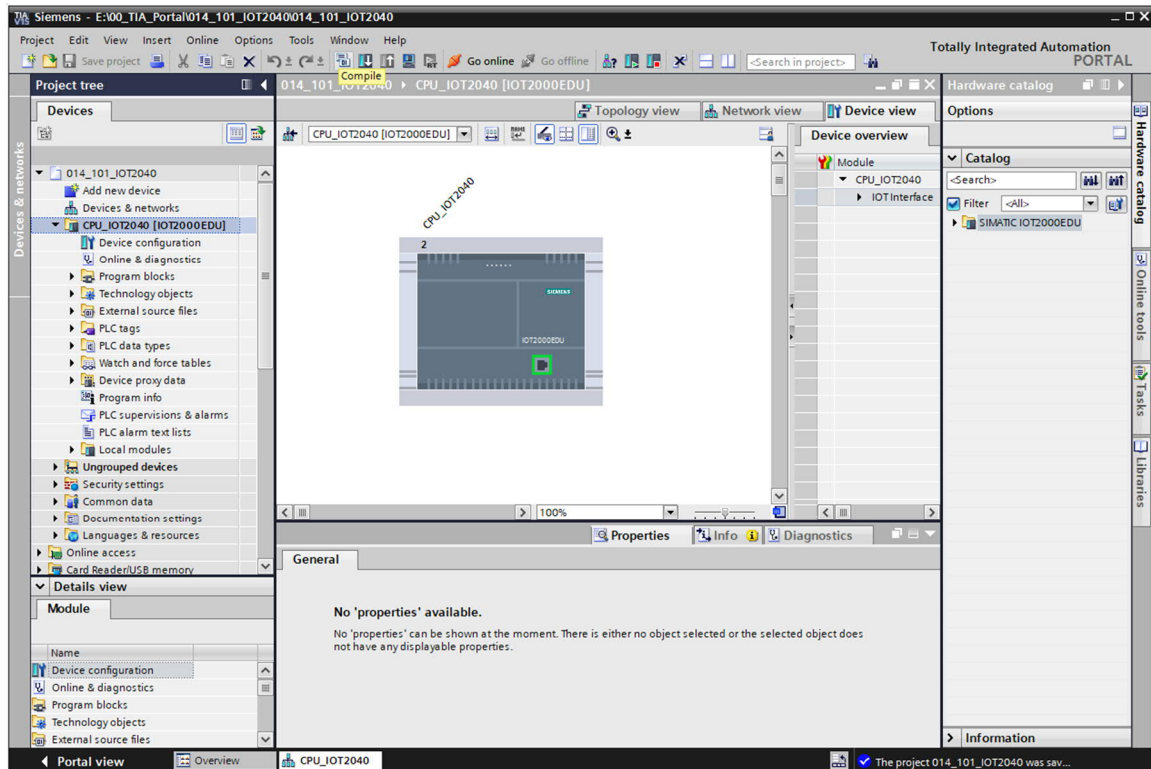 Siemens - E:\00_TIA_Portal\014_101_IOT2040\014_101_IOT2040
Project Edit View Insert Online Options Tools Window Help
Totally Integrated Automation
PORTAL
Save project
Go online
Go offline
<Search in project>
Compile
Project tree
014_101_IOT2040 CPU_IOT2040 [IOT2000EDU]
Hardware catalog
Devices
Topology view
Network view
Device view
Options
CPU_IOT2040 [IOT2000EDU]
Device overview
Devices & networks
014_101_IOT2040
Add new device
Devices & networks
CPU_IOT2040 [IOT2000EDU]
Device configuration
Online & diagnostics
Program blocks
Technology objects
External source files
PLC tags
PLC data types
Watch and force tables
Device proxy data
Program info
PLC supervisions & alarms
PLC alarm text lists
Local modules
Ungrouped devices
Security settings
Common data
Documentation settings
Languages & resources
Online access
Card Reader/USB memory
CPU_IOT2040
2
SIEMENS
IOT2000EDU
100%
Module
CPU_IOT2040
IOT Interface
Catalog
<Search>
Filter <All>
SIMATIC IOT2000EDU
Hardware catalog
Online tools
Tasks
Libraries
Properties
Info
Diagnostics
General
No 'properties' available.
No 'properties' can be shown at the moment. There is either no object selected or the selected object does
not have any displayable properties.
Details view
Module
Name
Device configuration
Online & diagnostics
Program blocks
Technology objects
External source files
Information
Portal view
Overview
CPU_IOT2040
The project 014_101_IOT2040 was sav...